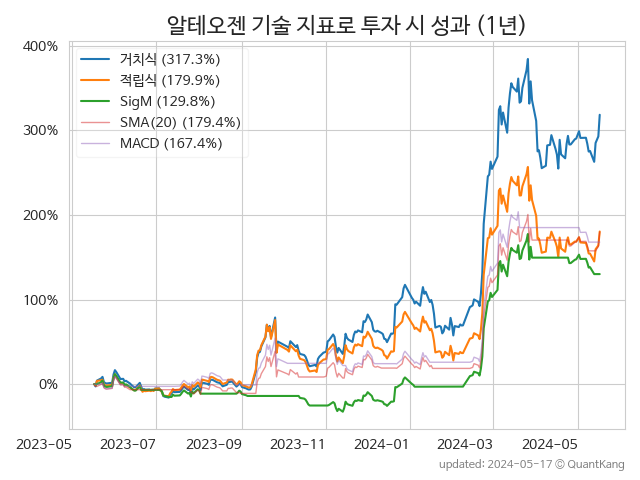 알테오젠 기술 지표로 투자 시 성과 (1년)
400%
300%
200%
100%
0%
거치식 (317.3%)
적립식 (179.9%)
SigM (129.8%)
SMA(20) (179.4%)
MACD (167.4%)
2023-05 2023-07 2023-09 2023-11 2024-01 2024-03 2024-05
updated: 2024-05-17 © QuantKang